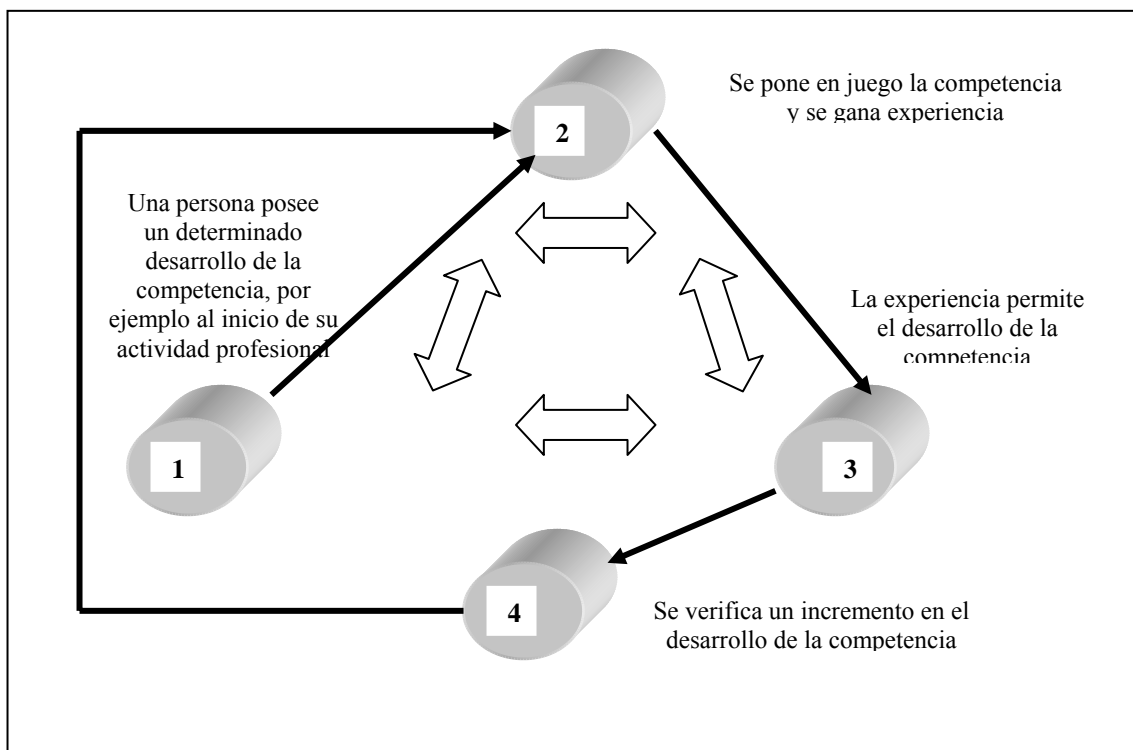 Se pone en juego la competencia
y se gana experiencia
2
Una persona posee
un determinado
desarrollo de la
competencia, por
ejemplo al inicio de su
actividad profesional
La experiencia permite
el desarrollo de la
competencia
1
3
4
Se verifica un incremento en el
desarrollo de la competencia